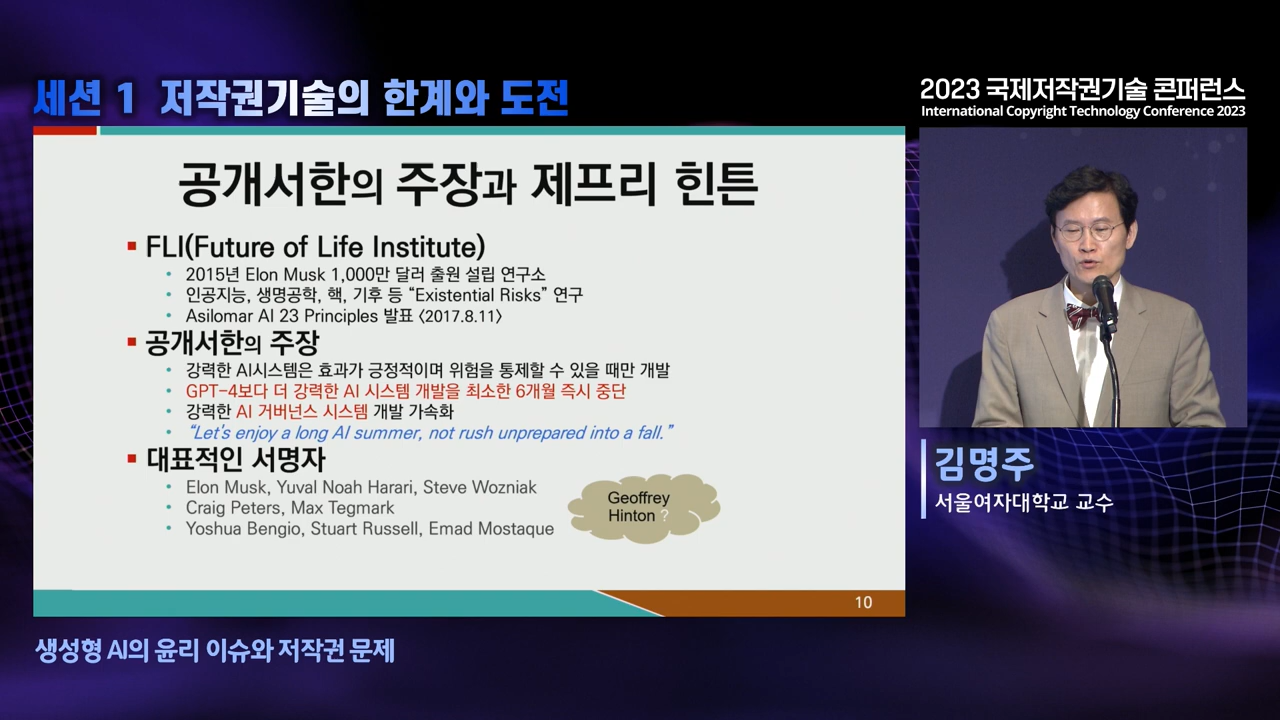 세션 1 저작권기술의 한계와 도전
2023 국제저작권기술 콘퍼런스
International Copyright Technology Conference 2023
공개서한의 주장과 제프리 힌튼
▪ FLI(Future of Life Institute)
• 2015년 Elon Musk 1,000만 달러 출원 설립 연구소
• 인공지능, 생명공학, 핵, 기후 등 “Existential Risks” 연구
• Asilomar AI 23 Principles 발표 <2017.8.11>
▪ 공개서한의 주장
• 강력한 AI시스템은 효과가 긍정적이며 위험을 통제할 수 있을 때만 개발
• GPT-4보다 더 강력한 AI 시스템 개발을 최소한 6개월 즉시 중단
• 강력한 AI 거버넌스 시스템 개발 가속화
• “Let's enjoy a long AI summer, not rush unprepared into a fall.”
▪ 대표적인 서명자
• Elon Musk, Yuval Noah Harari, Steve Wozniak
• Craig Peters, Max Tegmark
• Yoshua Bengio, Stuart Russell, Emad Mostaque
Geoffrey
Hinton ?
10
김명주
서울여자대학교 교수
생성형 AI의 윤리 이슈와 저작권 문제